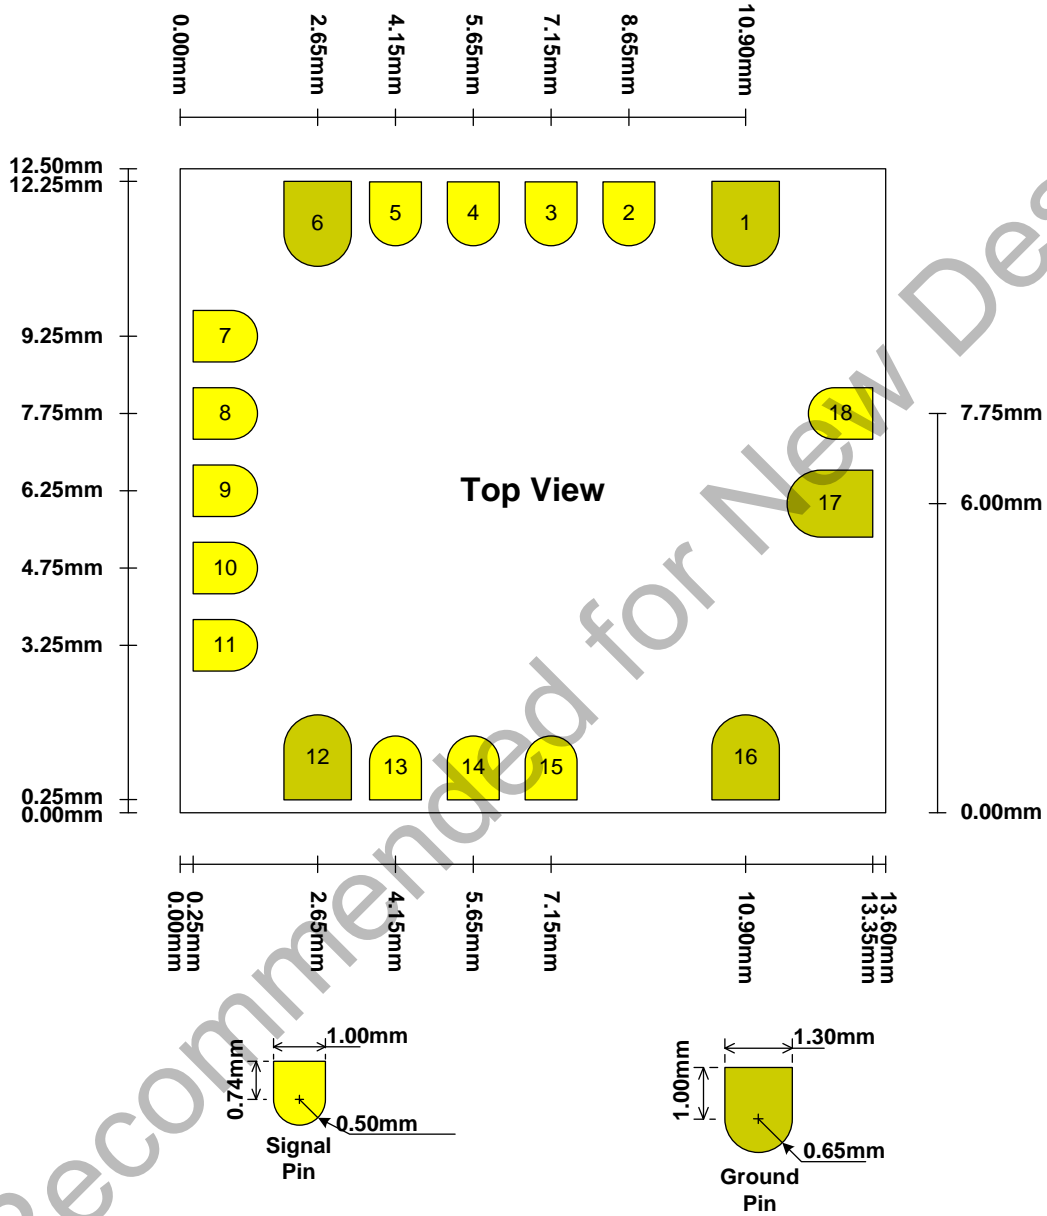 0.00mm
2.65mm
4.15mm
5.65mm
7.15mm
8.65mm
10.90mm
12.50mm
12.25mm
6
5
4
3
2
1
9.25mm
7
7.75mm
8
18
7.75mm
6.25mm
9
Top View
17
6.00mm
4.75mm
10
3.25mm
11
12
13
14
15
16
0.25mm
0.00mm
0.00mm
0.00mm
0.25mm
2.65mm
4.15mm
5.65mm
7.15mm
10.90mm
13.35mm
13.60mm
1.00mm
0.74mm
0.50mm
Signal
Pin
1.30mm
1.00mm
0.65mm
Ground
Pin
Recommended for New Des